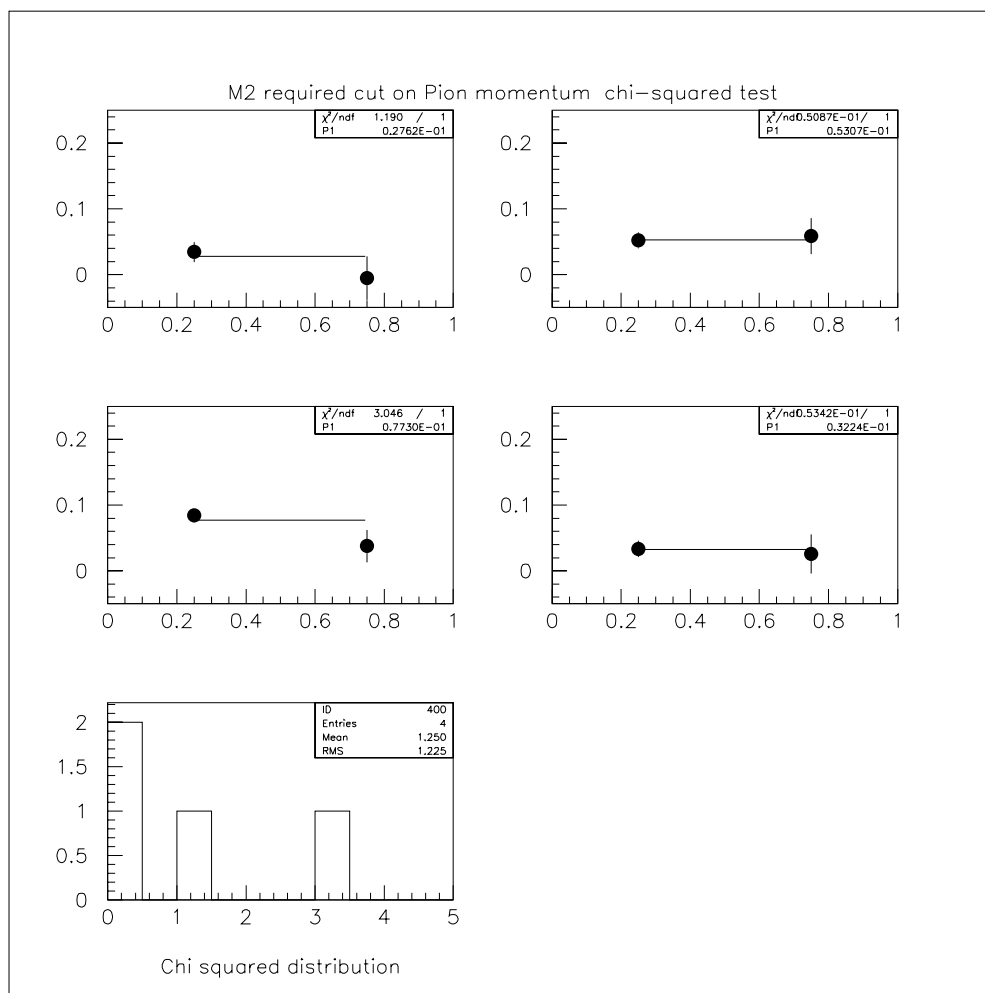 M2 required cut on Pion momentum chi-squared test
χ²/ndf 1.190 / 1
P1 0.2762E-01
0.2
0.1
0
0 0.2 0.4 0.6 0.8 1
χ²/ndf 0.5087E-01/ 1
P1 0.5307E-01
0.2
0.1
0
0 0.2 0.4 0.6 0.8 1
χ²/ndf 3.046 / 1
P1 0.7730E-01
0.2
0.1
0
0 0.2 0.4 0.6 0.8 1
χ²/ndf 0.5342E-01/ 1
P1 0.3224E-01
0.2
0.1
0
0 0.2 0.4 0.6 0.8 1
ID 400
Entries 4
Mean 1.250
RMS 1.225
2
1.5
1
0.5
0
0 1 2 3 4 5
Chi squared distribution